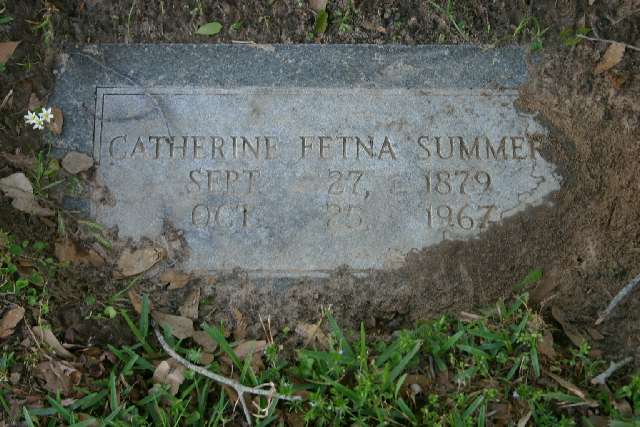 CATHERINE FETNA SUMMER
SEPT. 27, 1879
OCT. 25, 1967